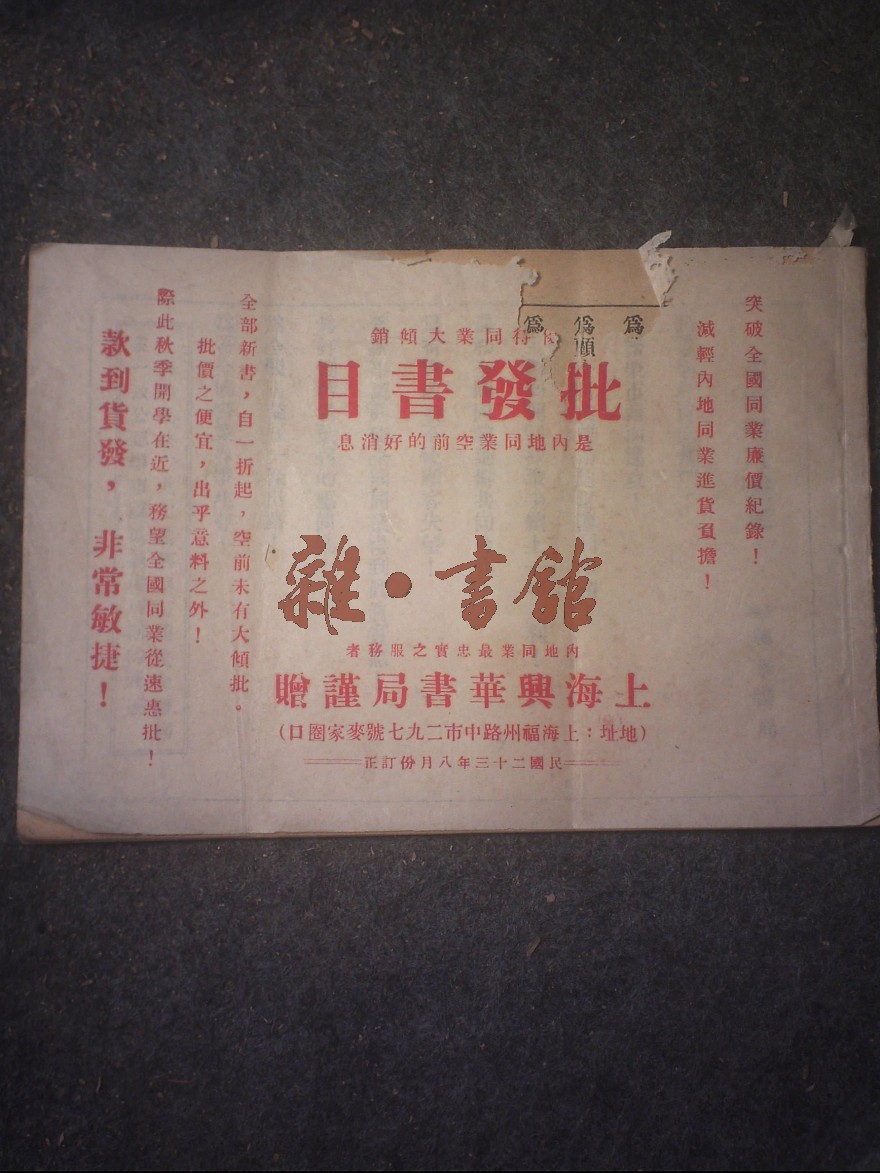 突破全國同業廉價紀錄！
減輕內地同業進貨負擔！
爲
爲顧
爲
待同業大傾銷
批發書目
是內地同業空前的好消息
雜·書館
內地同業最忠實之服務者
上海興華書局謹贈
（地址：上海福州路中市二九七號麥家圈口）
民國二十三年八月份訂正
全部新書，自一折起，空前未有大傾批。
批價之便宜，出乎意料之外！
際此秋季開學在近，務望全國同業從速惠批！
款到貨發，非常敏捷！